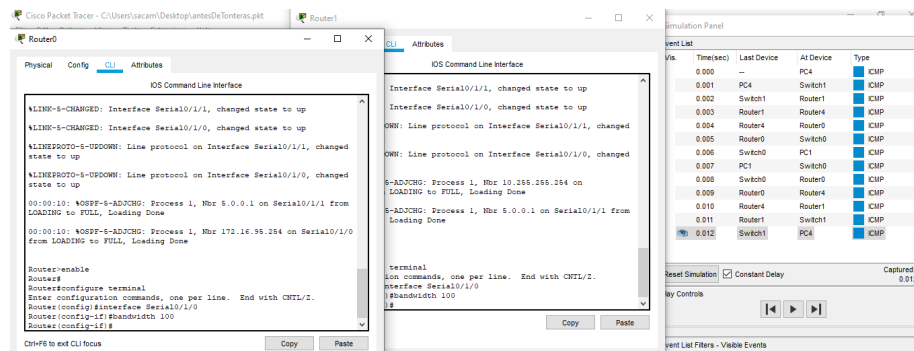 Cisco Packet Tracer - C:\Users\sacam\Desktop\antesDeTonteras.pkt
Router0
Physical Config CLI Attributes
IOS Command Line Interface
%LINK-5-CHANGED: Interface Serial0/1/1, changed state to up
%LINK-5-CHANGED: Interface Serial0/1/0, changed state to up
%LINEPROTO-5-UPDOWN: Line protocol on Interface Serial0/1/1, changed
state to up
%LINEPROTO-5-UPDOWN: Line protocol on Interface Serial0/1/0, changed
state to up
00:00:10: %OSPF-5-ADJCHG: Process 1, Nbr 5.0.0.1 on Serial0/1/1 from
LOADING to FULL, Loading Done
00:00:10: %OSPF-5-ADJCHG: Process 1, Nbr 172.16.95.254 on Serial0/1/0
from LOADING to FULL, Loading Done
Router>enable
Router#
Router#configure terminal
Enter configuration commands, one per line. End with CNTL/Z.
Router(config)#interface Serial0/1/0
Router(config-if)#bandwidth 100
Router(config-if)#
Ctrl+F6 to exit CLI focus
Copy Paste
Router1
CLI Attributes
IOS Command Line Interface
Interface Serial0/1/1, changed state to up
Interface Serial0/1/0, changed state to up
OWN: Line protocol on Interface Serial0/1/1, changed
OWN: Line protocol on Interface Serial0/1/0, changed
5-ADJCHG: Process 1, Nbr 10.255.255.254 on
LOADING to FULL, Loading Done
5-ADJCHG: Process 1, Nbr 5.0.0.1 on Serial0/1/1 from
Loading Done
terminal
ion commands, one per line. End with CNTL/Z.
nterface Serial0/1/0
)#bandwidth 100
)#
Copy Paste
Simulation Panel
vent List
Vis. Time(sec) Last Device At Device Type
0.000 -- PC4 ICMP
0.001 PC4 Switch1 ICMP
0.002 Switch1 Router1 ICMP
0.003 Router1 Router4 ICMP
0.004 Router4 Router0 ICMP
0.005 Router0 Switch0 ICMP
0.006 Switch0 PC1 ICMP
0.007 PC1 Switch0 ICMP
0.008 Switch0 Router0 ICMP
0.009 Router0 Router4 ICMP
0.010 Router4 Router1 ICMP
0.011 Router1 Switch1 ICMP
0.012 Switch1 PC4 ICMP
Reset Simulation Constant Delay Captured
0.01
lay Controls
vent List Filters - Visible Events